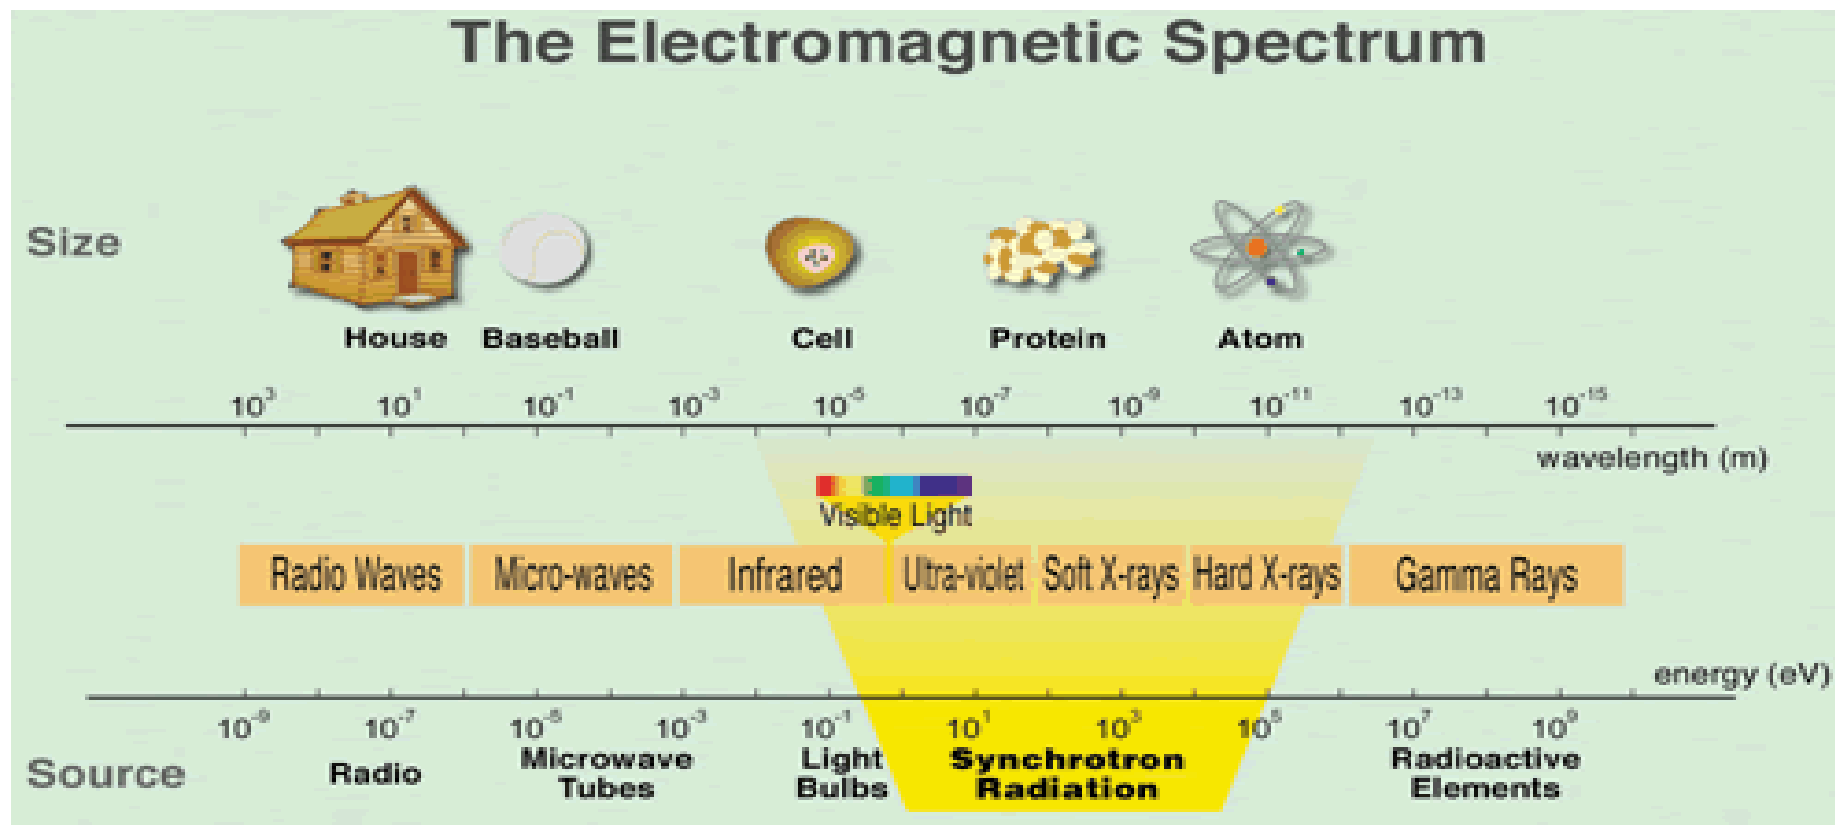 The Electromagnetic Spectrum
Size
House Baseball Cell Protein Atom
10³ 10¹ 10⁻¹ 10⁻³ 10⁻⁵ 10⁻⁷ 10⁻⁹ 10⁻¹¹ 10⁻¹³ 10⁻¹⁵
wavelength (m)
Visible Light
Radio Waves Micro-waves Infrared Ultra-violet Soft X-rays Hard X-rays Gamma Rays
energy (eV)
10⁻⁹ 10⁻⁷ 10⁻⁵ 10⁻³ 10⁻¹ 10¹ 10³ 10⁵ 10⁷ 10⁹
Source
Radio
Microwave
Tubes
Light
Bulbs
Synchrotron
Radiation
Radioactive
Elements